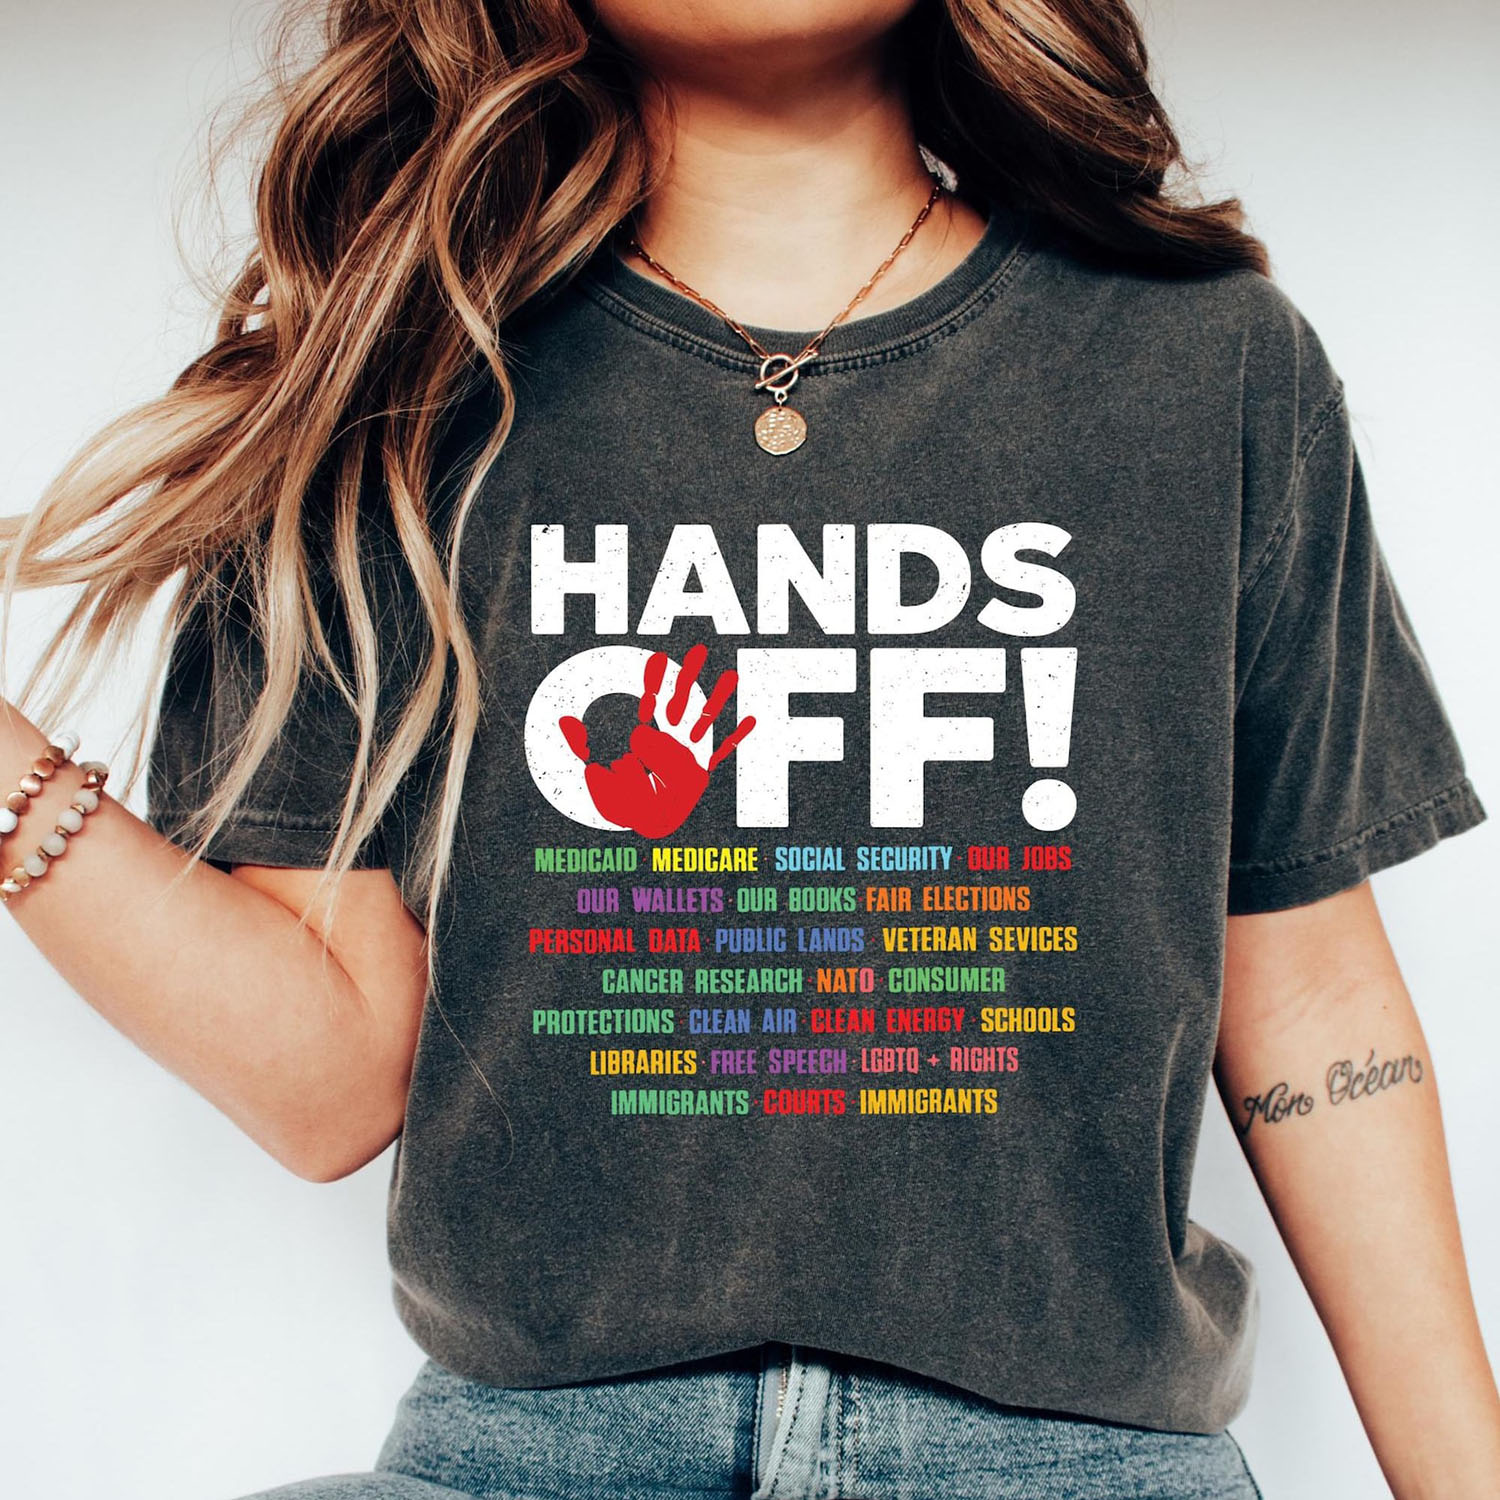 HANDS
OFF!
MEDICAID · MEDICARE · SOCIAL SECURITY · OUR JOBS
OUR WALLETS · OUR BOOKS · FAIR ELECTIONS
PERSONAL DATA · PUBLIC LANDS · VETERAN SEVICES
CANCER RESEARCH · NATO · CONSUMER
PROTECTIONS · CLEAN AIR · CLEAN ENERGY · SCHOOLS
LIBRARIES · FREE SPEECH · LGBTQ + RIGHTS
IMMIGRANTS · COURTS · IMMIGRANTS
Món Océan